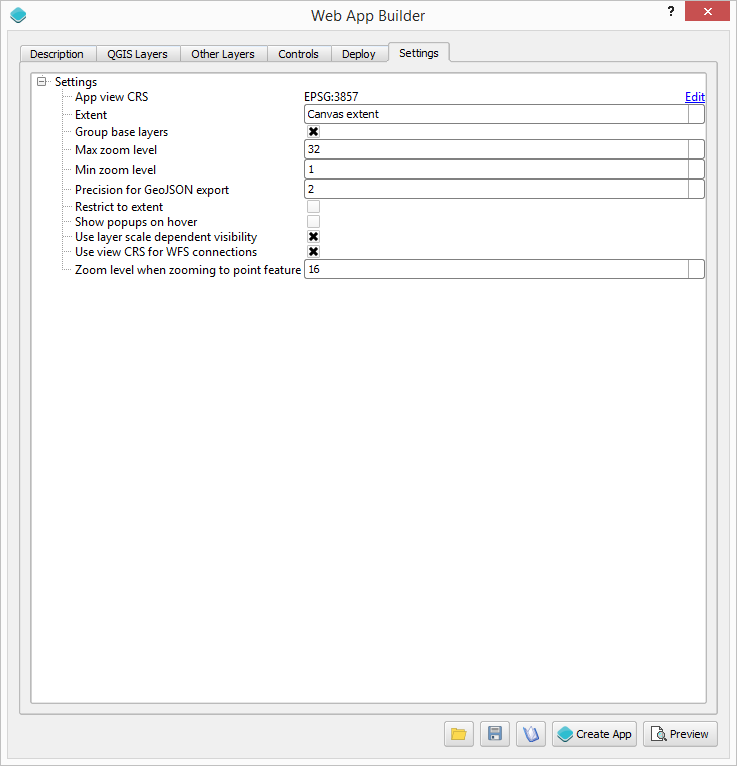 Web App Builder
?
Description QGIS Layers Other Layers Controls Deploy Settings
Settings
App view CRS EPSG:3857 Edit
Extent Canvas extent
Group base layers
Max zoom level 32
Min zoom level 1
Precision for GeoJSON export 2
Restrict to extent
Show popups on hover
Use layer scale dependent visibility
Use view CRS for WFS connections
Zoom level when zooming to point feature 16
Create App Preview